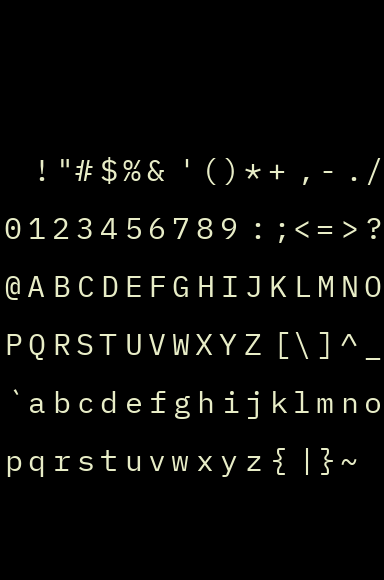 !"#$%&'()*+,-./
0123456789:;<=>?
@ABCDEFGHIJKLMNO
PQRSTUVWXYZ[\]^_
`abcdefghijklmno
pqrstuvwxyz{|}~